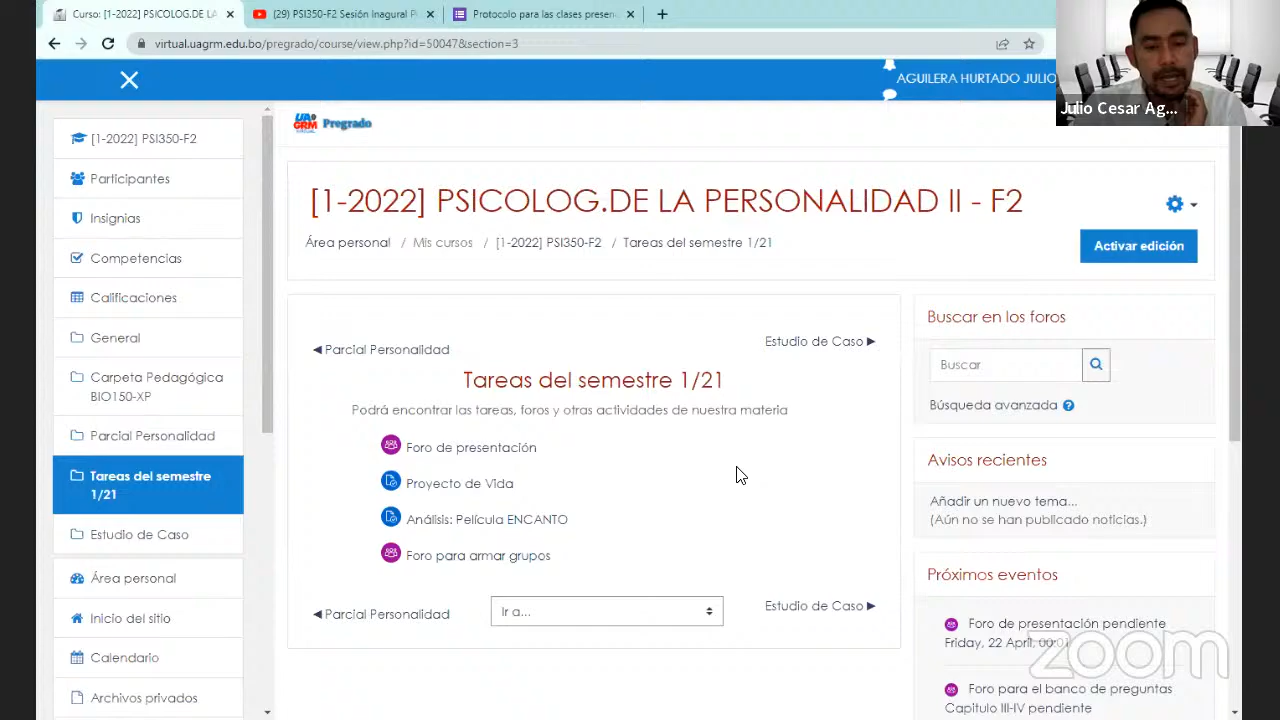 Curso: [1-2022] PSICOLOG.DE LA
(29) PSI350-F2 Sesión Inagural P
Protocolo para las clases presen
virtual.uagrm.edu.bo/pregrado/course/view.php?id=50047&section=3
AGUILERA HURTADO JULIO
Julio Cesar Ag...
UAGRM
VIRTUAL
Pregrado
[1-2022] PSI350-F2
Participantes
Insignias
Competencias
Calificaciones
General
Carpeta Pedagógica
BIO150-XP
Parcial Personalidad
Tareas del semestre
1/21
Estudio de Caso
Área personal
Inicio del sitio
Calendario
Archivos privados
[1-2022] PSICOLOG.DE LA PERSONALIDAD II - F2
Área personal / Mis cursos / [1-2022] PSI350-F2 / Tareas del semestre 1/21
Activar edición
Estudio de Caso ▶
◀ Parcial Personalidad
Tareas del semestre 1/21
Podrá encontrar las tareas, foros y otras actividades de nuestra materia
Foro de presentación
Proyecto de Vida
Análisis: Película ENCANTO
Foro para armar grupos
◀ Parcial Personalidad
Ir a...
Estudio de Caso ▶
Buscar en los foros
Buscar
Búsqueda avanzada
Avisos recientes
Añadir un nuevo tema...
(Aún no se han publicado noticias.)
Próximos eventos
Foro de presentación pendiente
Friday, 22 April, 00:01
Foro para el banco de preguntas
Capítulo III-IV pendiente
zoom